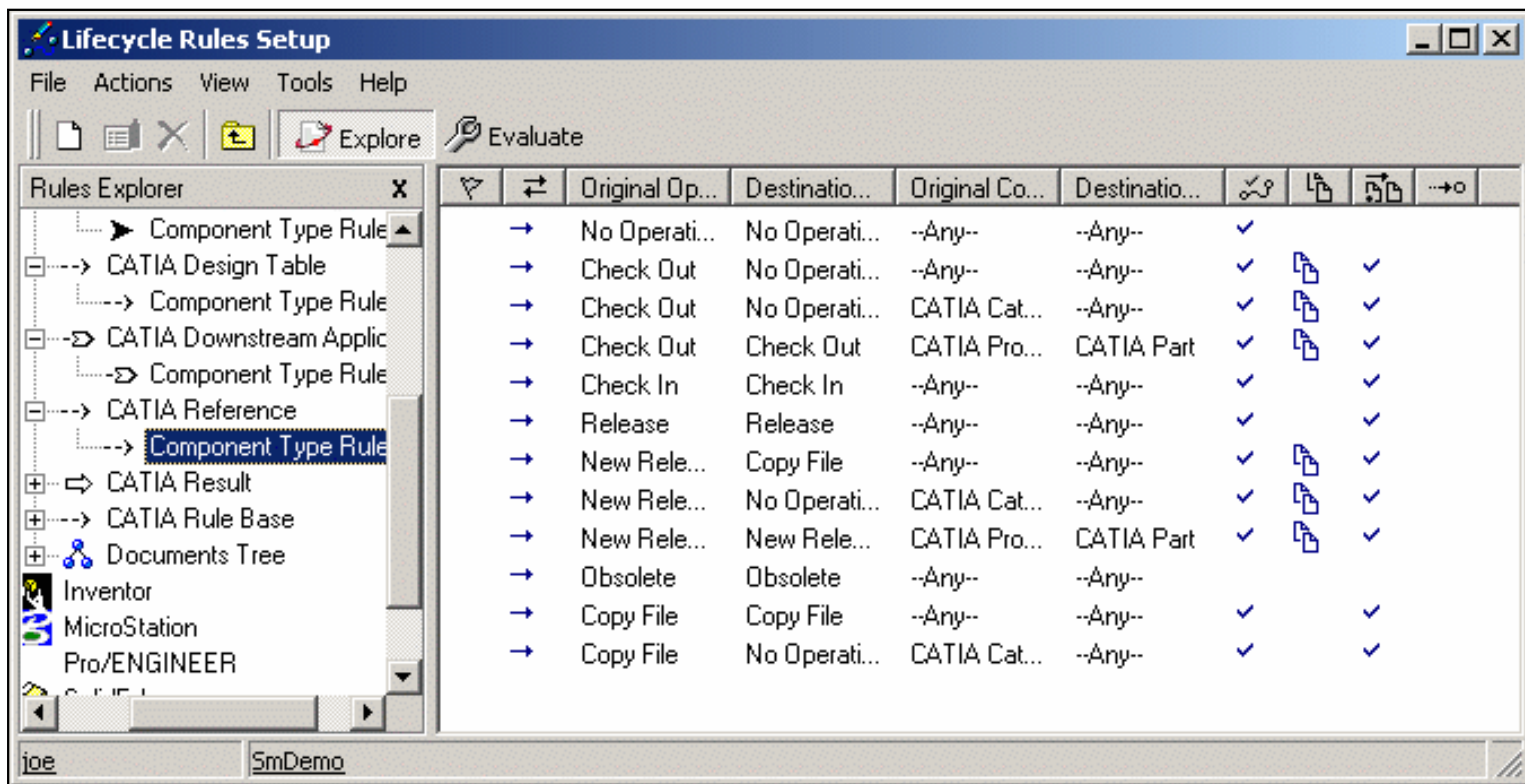 Lifecycle Rules Setup
File Actions View Tools Help
Explore Evaluate
Rules Explorer x
Component Type Rule
CATIA Design Table
Component Type Rule
CATIA Downstream Applic
Component Type Rule
CATIA Reference
Component Type Rule
CATIA Result
CATIA Rule Base
Documents Tree
Inventor
MicroStation
Pro/ENGINEER
Original Op... Destinatio... Original Co... Destinatio...
No Operati... No Operati... --Any-- --Any--
Check Out No Operati... --Any-- --Any--
Check Out No Operati... CATIA Cat... --Any--
Check Out Check Out CATIA Pro... CATIA Part
Check In Check In --Any-- --Any--
Release Release --Any-- --Any--
New Rele... Copy File --Any-- --Any--
New Rele... No Operati... CATIA Cat... --Any--
New Rele... New Rele... CATIA Pro... CATIA Part
Obsolete Obsolete --Any-- --Any--
Copy File Copy File --Any-- --Any--
Copy File No Operati... CATIA Cat... --Any--
joe SmDemo